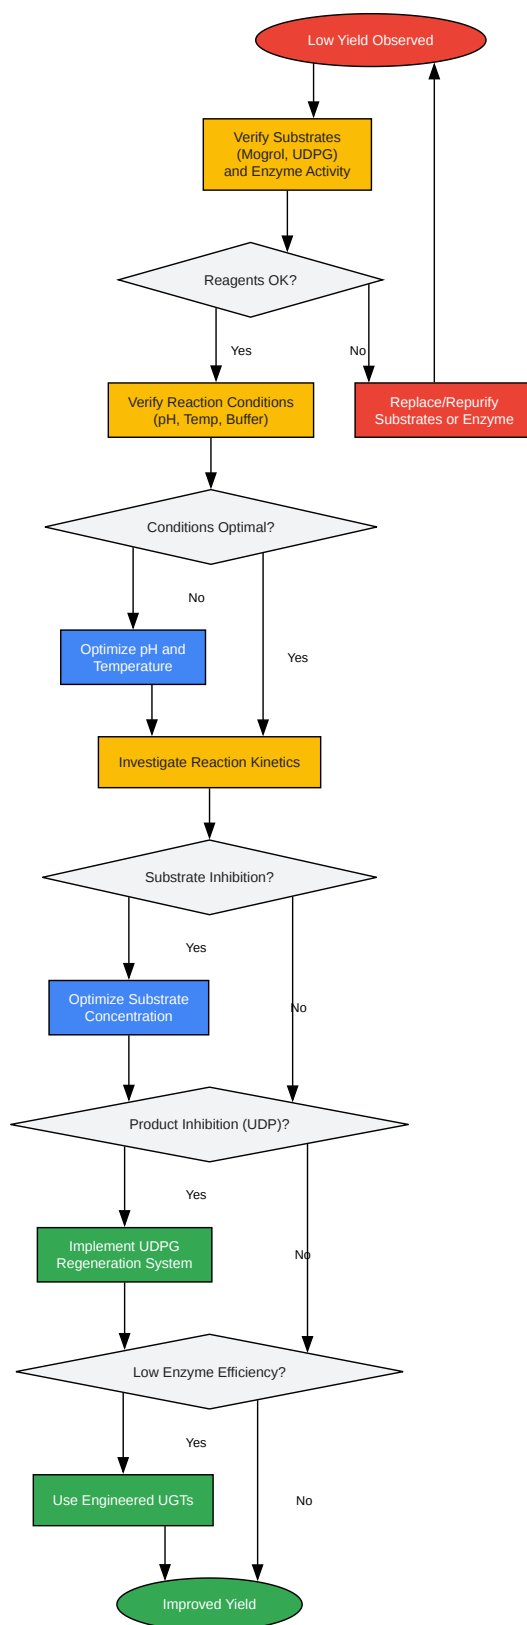 Low Yield Observed
Verify Substrates
(Mogrol, UDPG)
and Enzyme Activity
Reagents OK?
Yes
No
Verify Reaction Conditions
(pH, Temp, Buffer)
Replace/Repurify
Substrates or Enzyme
Conditions Optimal?
No
Optimize pH and
Temperature
Yes
Investigate Reaction Kinetics
Substrate Inhibition?
Yes
Optimize Substrate
Concentration
No
Product Inhibition (UDP)?
Yes
Implement UDPG
Regeneration System
No
Low Enzyme Efficiency?
Yes
Use Engineered UGTs
No
Improved Yield